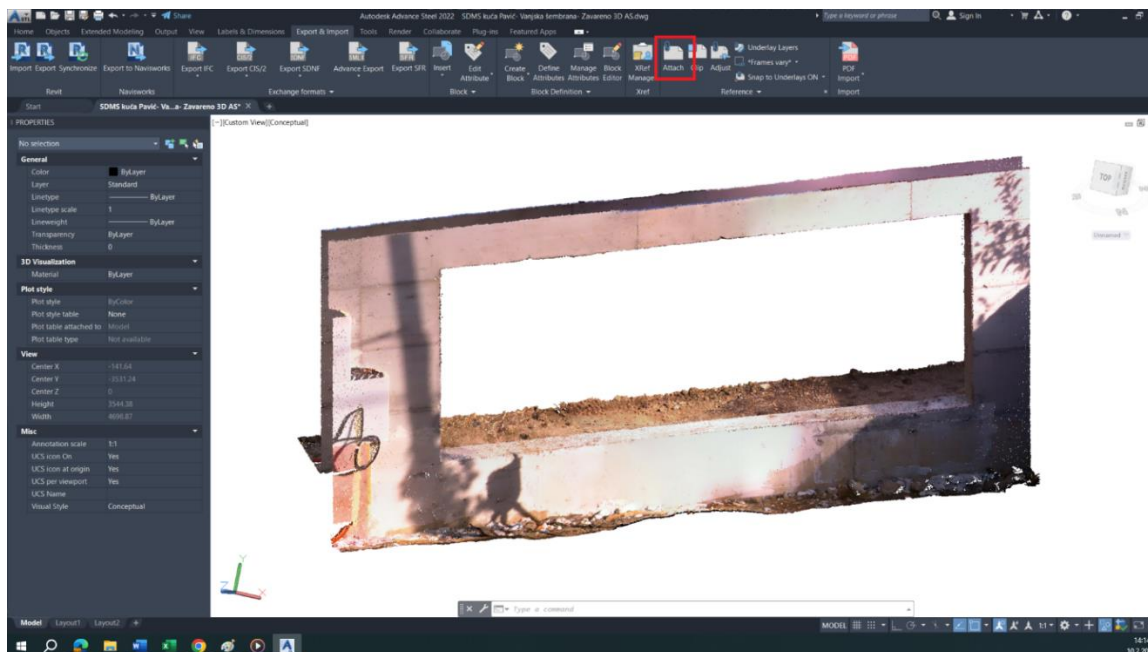 Share
Autodesk Advance Steel 2022 SDMS kuća Pavić- Vanjska šembrana- Zavareno 3D AS.dwg
Type a keyword or phrase
Sign In
Home Objects Extended Modeling Output View Labels & Dimensions Export & Import Tools Render Collaborate Plug-ins Featured Apps
Import Export Synchronize
Export to Navisworks
Export IFC
Export CIS/2
Export SDNF
Advance Export
Export SFR
Insert
Edit Attribute
Create Block
Define Attributes
Manage Attributes
Block Editor
XRef Manager
Attach
Clip
Adjust
Underlay Layers
*Frames vary*
Snap to Underlays ON
PDF Import
Revit
Navisworks
Exchange formats
Block
Block Definition
Xref
Reference
Import
Start
SDMS kuća Pavić- Va...a- Zavareno 3D AS*
PROPERTIES
[−][Custom View][Conceptual]
No selection
General
Color ByLayer
Layer Standard
Linetype ByLayer
Linetype scale 1
Lineweight ByLayer
Transparency ByLayer
Thickness 0
3D Visualization
Material ByLayer
Plot style
Plot style ByColor
Plot style table None
Plot table attached to Model
Plot table type Not available
View
Center X -141.64
Center Y -3531.24
Center Z 0
Height 3544.38
Width 4698.87
Misc
Annotation scale 1:1
UCS icon On Yes
UCS icon at origin Yes
UCS per viewport Yes
UCS Name
Visual Style Conceptual
TOP
Unnamed
Y
Z
X
Type a command
Model Layout1 Layout2
MODEL
1:1
14:14